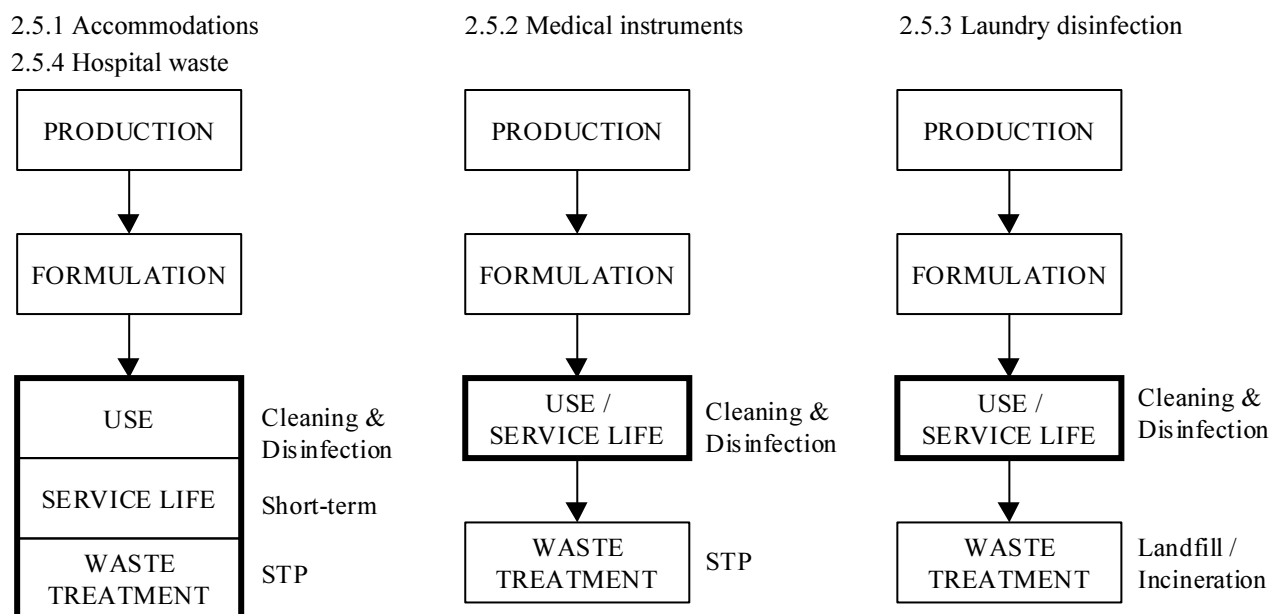 2.5.1 Accommodations
2.5.4 Hospital waste
PRODUCTION
FORMULATION
USE
Cleaning &
Disinfection
SERVICE LIFE
Short-term
WASTE
TREATMENT
STP
2.5.2 Medical instruments
PRODUCTION
FORMULATION
USE /
SERVICE LIFE
Cleaning &
Disinfection
WASTE
TREATMENT
STP
2.5.3 Laundry disinfection
PRODUCTION
FORMULATION
USE /
SERVICE LIFE
Cleaning &
Disinfection
WASTE
TREATMENT
Landfill /
Incineration